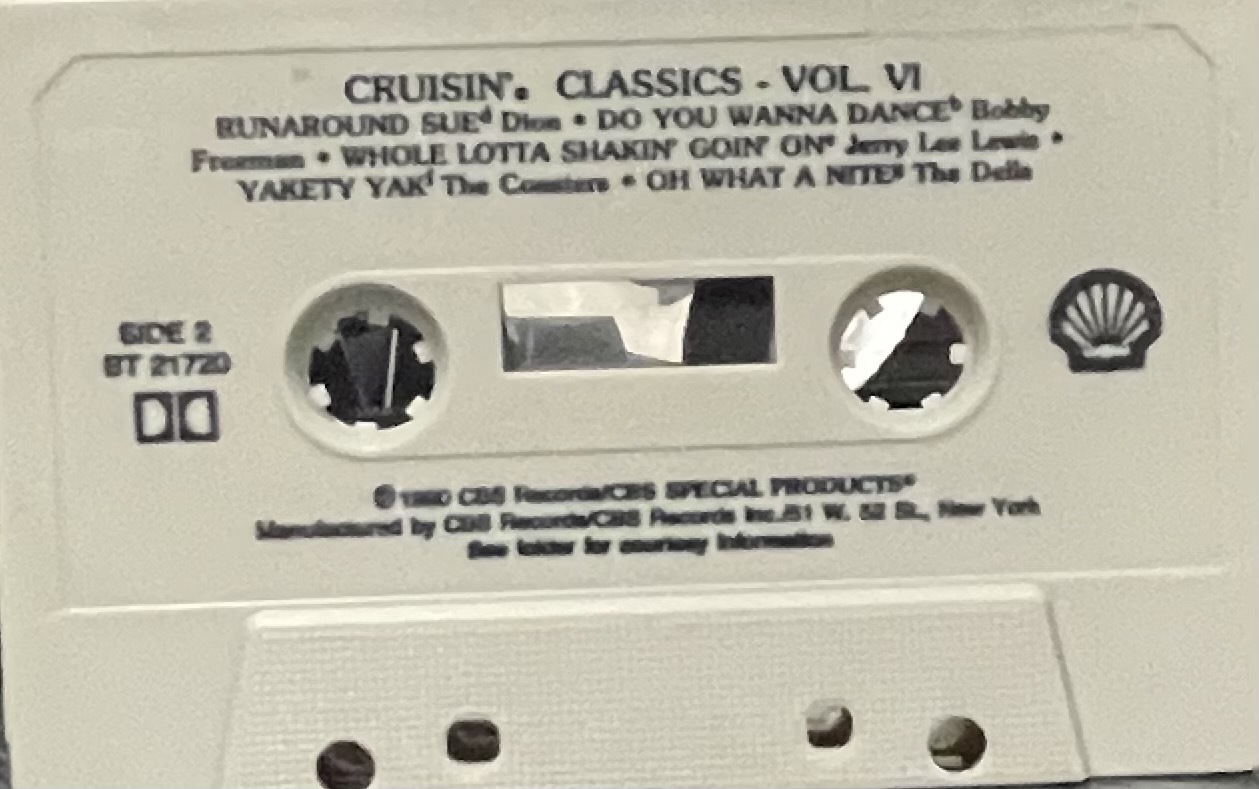 CRUISIN'. CLASSICS - VOL. VI
RUNAROUND SUE Dion • DO YOU WANNA DANCE Bobby
Freeman • WHOLE LOTTA SHAKIN' GOIN' ON Jerry Lee Lewis •
YAKETY YAK The Coasters • OH WHAT A NITE The Dells
SIDE 2
BT 21720
CBS Records/CBS SPECIAL PRODUCTS
Manufactured by CBS Records/CBS Records Inc./51 W. 52 St., New York
See folder for courtesy information